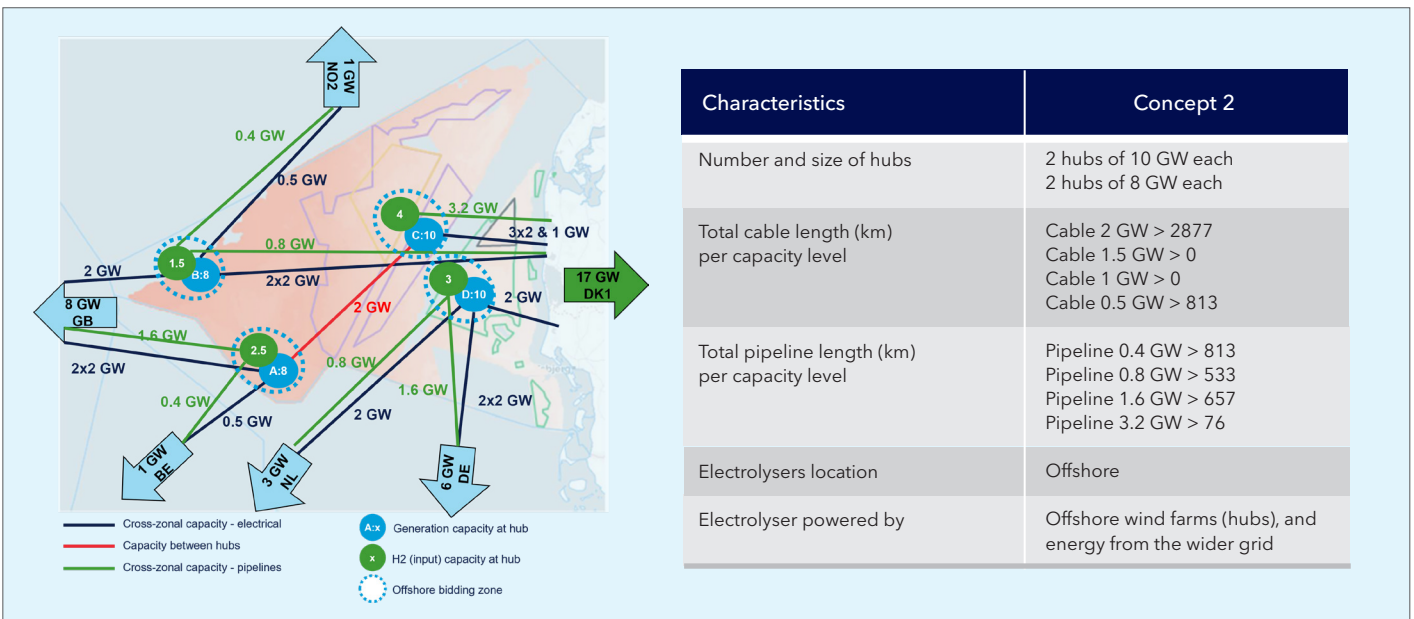 1 GW
NO2
0.4 GW
0.5 GW
4
3.2 GW
C:10
3x2 & 1 GW
0.8 GW
1.5
B:8
2 GW
2x2 GW
3
D:10
2 GW
17 GW
DK1
8 GW
GB
2 GW
1.6 GW
2.5
A:8
0.8 GW
2x2 GW
1.6 GW
2x2 GW
0.4 GW
0.5 GW
2 GW
1 GW
BE
3 GW
NL
6 GW
DE
Cross-zonal capacity - electrical
Capacity between hubs
Cross-zonal capacity - pipelines
A:x Generation capacity at hub
x H2 (input) capacity at hub
Offshore bidding zone
Characteristics Concept 2
Number and size of hubs 2 hubs of 10 GW each
2 hubs of 8 GW each
Total cable length (km) Cable 2 GW > 2877
per capacity level Cable 1.5 GW > 0
Cable 1 GW > 0
Cable 0.5 GW > 813
Total pipeline length (km) Pipeline 0.4 GW > 813
per capacity level Pipeline 0.8 GW > 533
Pipeline 1.6 GW > 657
Pipeline 3.2 GW > 76
Electrolysers location Offshore
Electrolyser powered by Offshore wind farms (hubs), and
energy from the wider grid